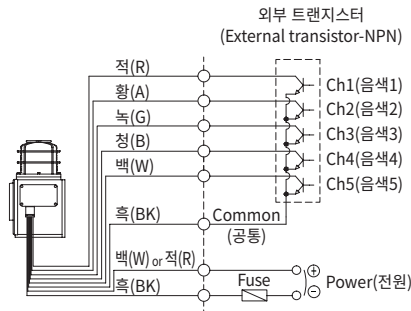 외부 트랜지스터
(External transistor-NPN)
적(R)
황(A)
녹(G)
청(B)
백(W)
흑(BK)
Ch1(음색1)
Ch2(음색2)
Ch3(음색3)
Ch4(음색4)
Ch5(음색5)
Common
(공통)
백(W) or 적(R)
흑(BK)
Fuse
⊕
⊖
Power(전원)